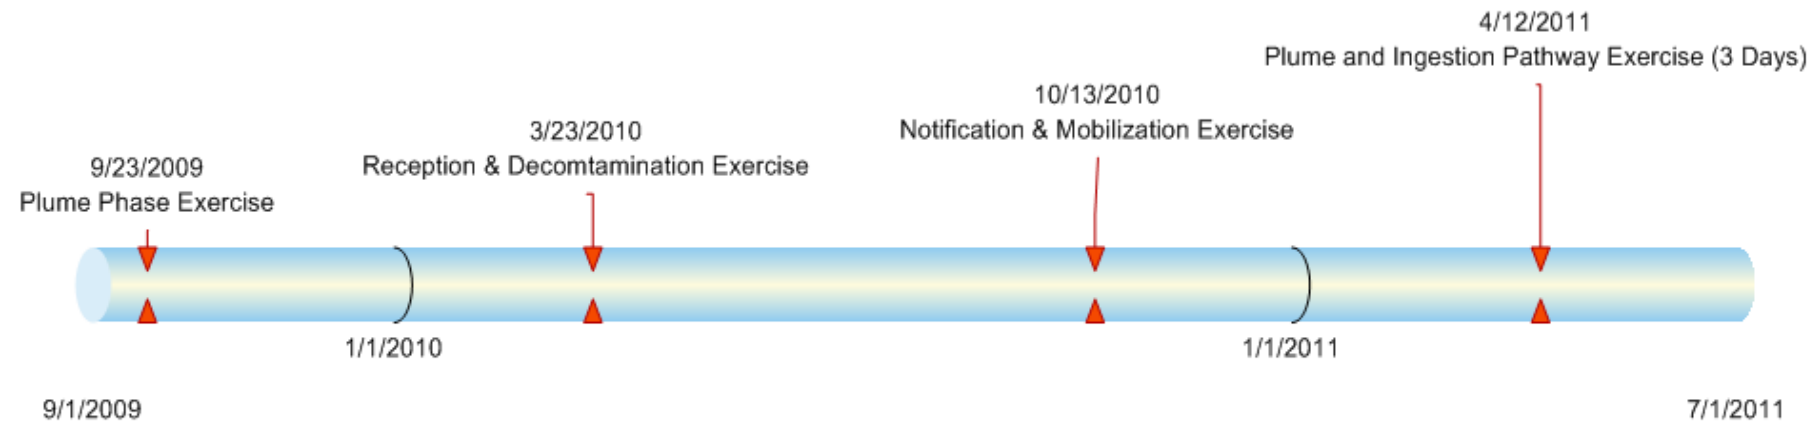 4/12/2011
Plume and Ingestion Pathway Exercise (3 Days)
10/13/2010
Notification & Mobilization Exercise
3/23/2010
Reception & Decomtamination Exercise
9/23/2009
Plume Phase Exercise
1/1/2010
1/1/2011
9/1/2009
7/1/2011